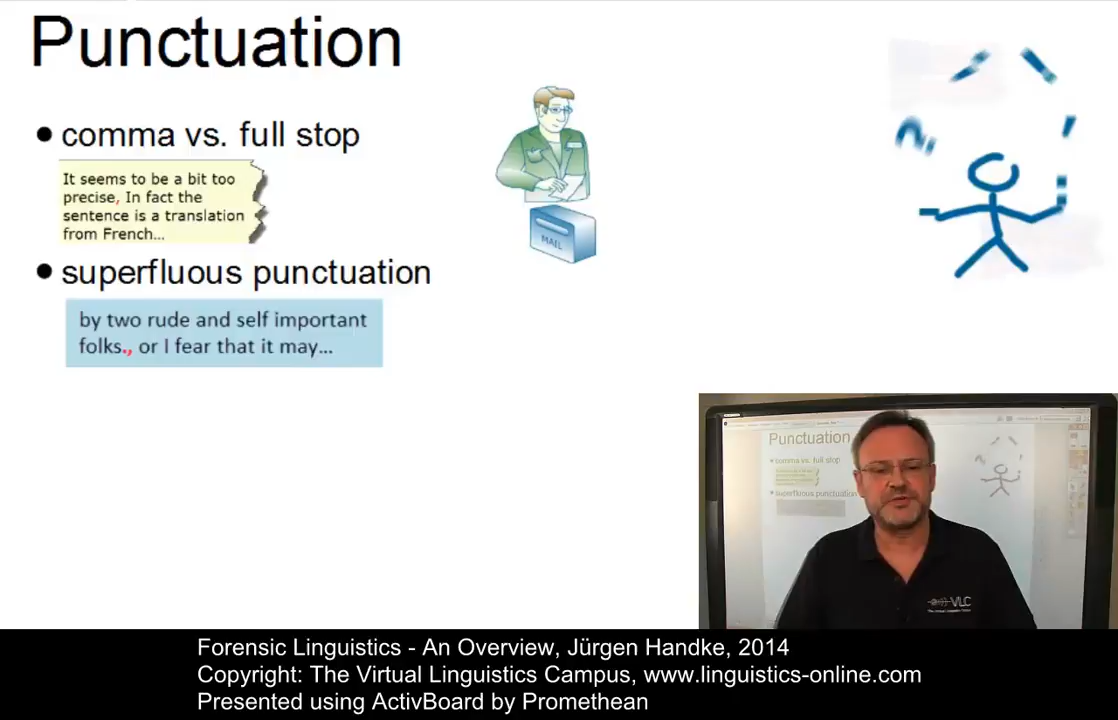 Punctuation
• comma vs. full stop
It seems to be a bit too
precise, In fact the
sentence is a translation
from French...
• superfluous punctuation
by two rude and self important
folks., or I fear that it may...
MAIL
Punctuation
• comma vs. full stop
• superfluous punctuation
VLC
Forensic Linguistics - An Overview, Jürgen Handke, 2014
Copyright: The Virtual Linguistics Campus, www.linguistics-online.com
Presented using ActivBoard by Promethean